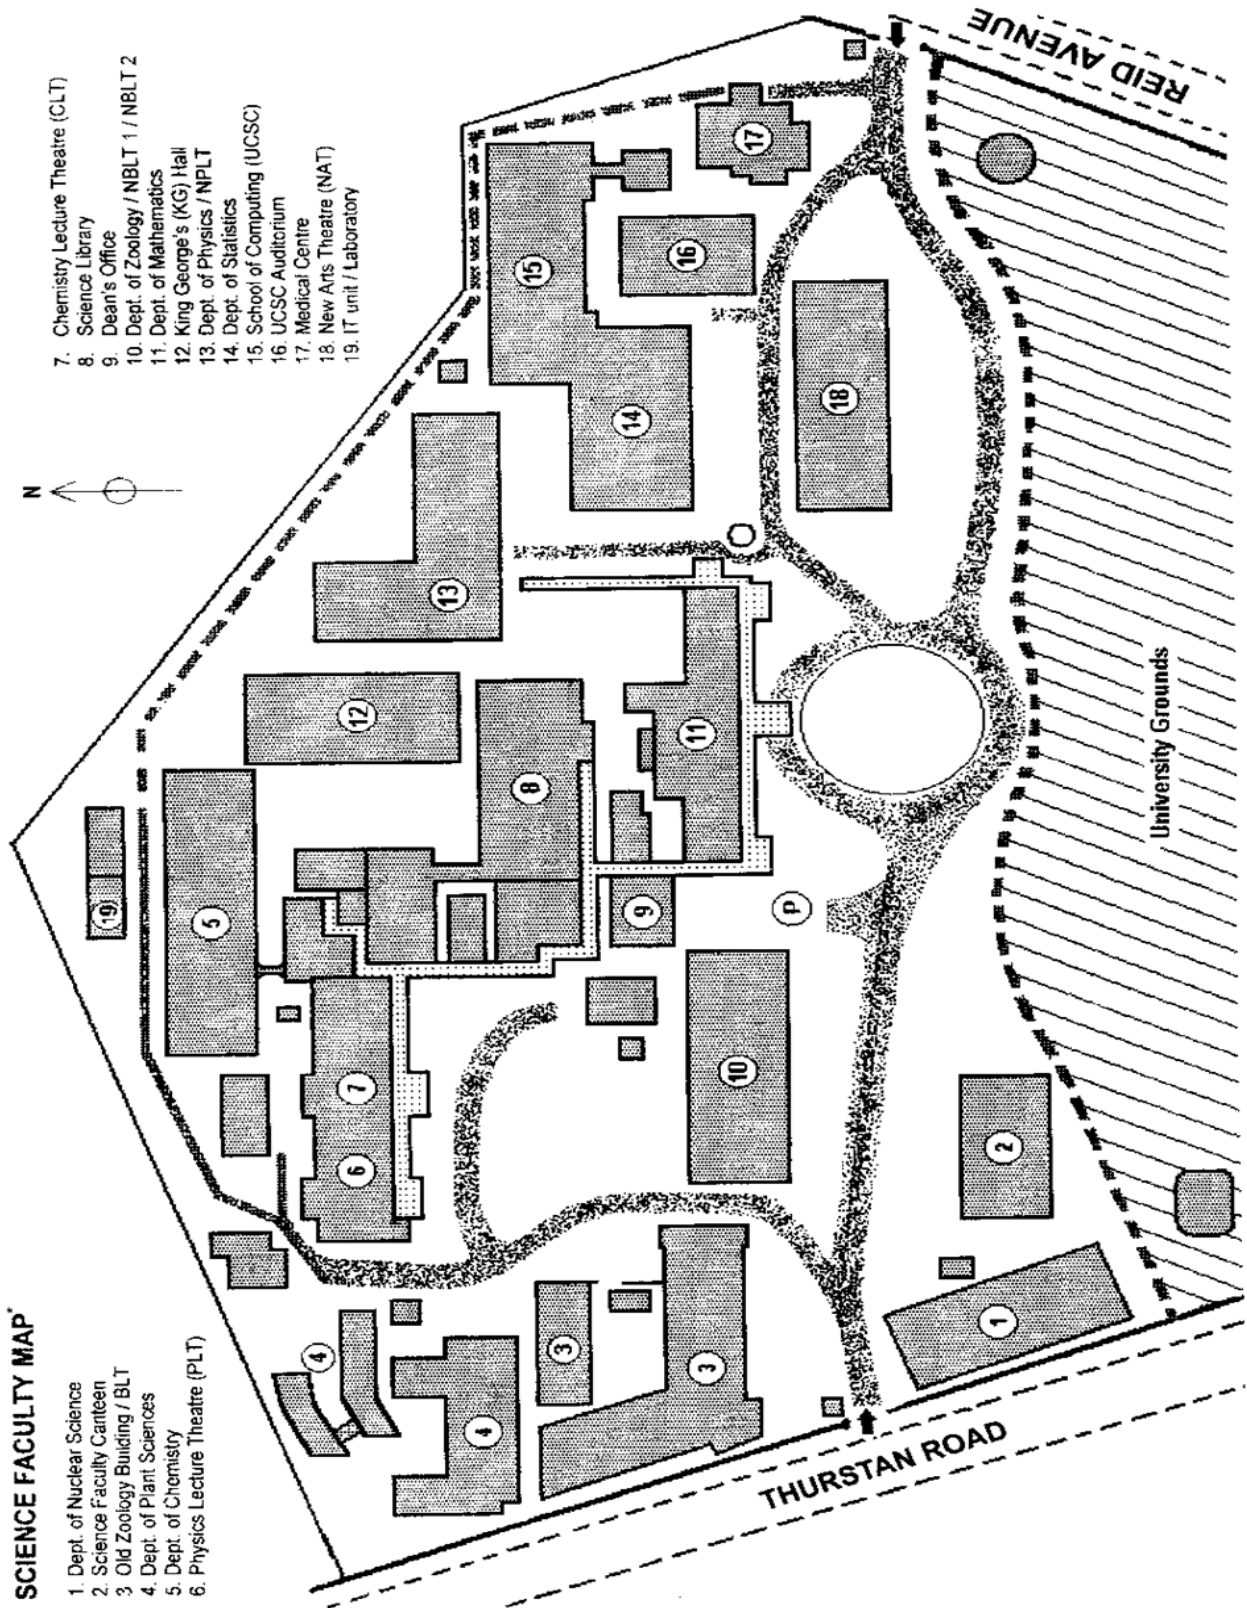 SCIENCE FACULTY MAP*
1. Dept. of Nuclear Science
2. Science Faculty Canteen
3 Old Zoology Building / BLT
4. Dept. of Plant Sciences
5. Dept. of Chemistry
6. Physics Lecture Theatre (PLT)
7. Chemistry Lecture Theatre (CLT)
8. Science Library
9. Dean's Office
10. Dept. of Zoology / NBLT 1 / NBLT 2
11. Dept. of Mathematics
12. King George's (KG) Hall
13. Dept. of Physics / NPLT
14. Dept. of Statistics
15. School of Computing (UCSC)
16. UCSC Auditorium
17. Medical Centre
18. New Arts Theatre (NAT)
19. IT unit / Laboratory
N
19
5
12
13
15
17
16
14
18
4
6
7
8
11
9
4
3
3
10
P
2
1
THURSTAN ROAD
University Grounds
REID AVENUE